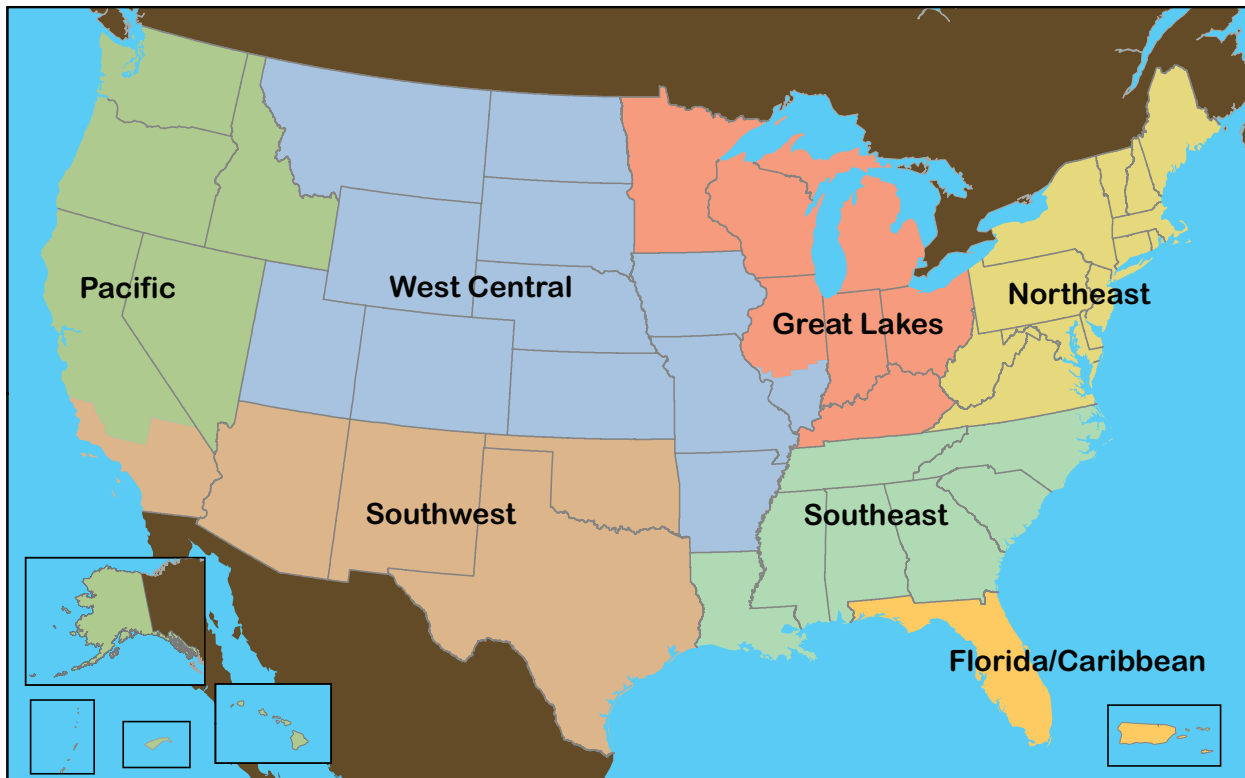 Pacific
West Central
Great Lakes
Northeast
Southwest
Southeast
Florida/Caribbean